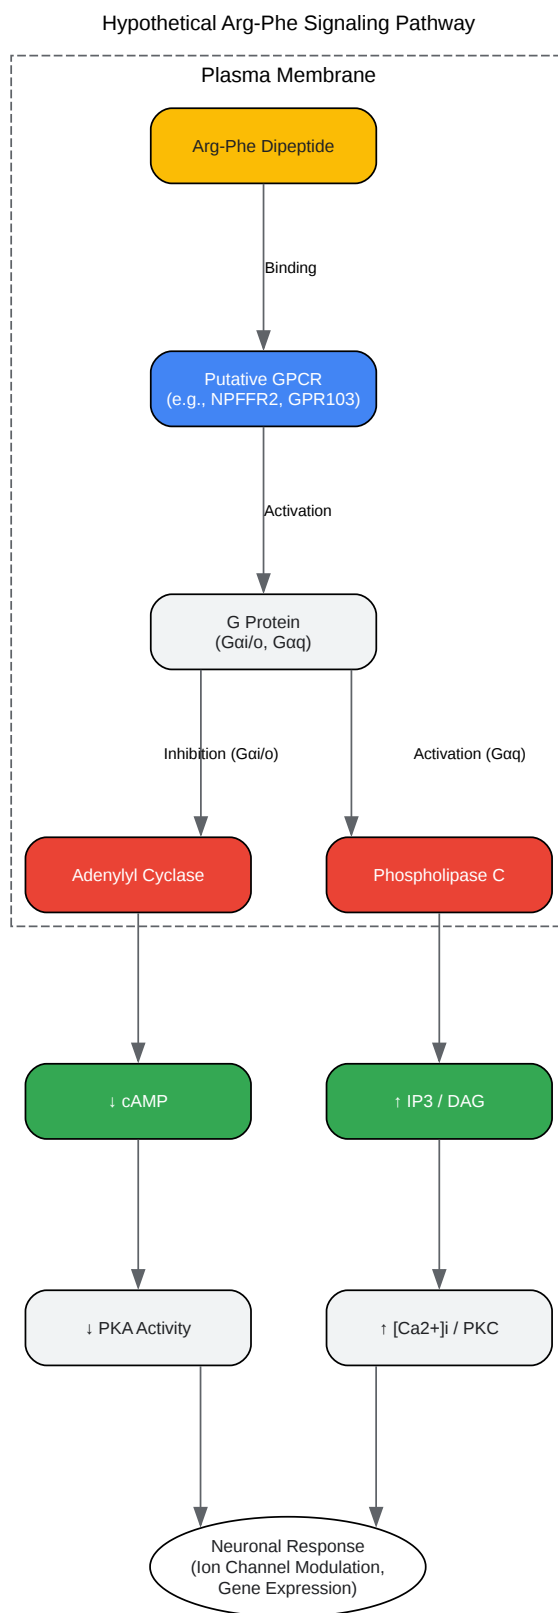 Hypothetical Arg-Phe Signaling Pathway
Plasma Membrane
Arg-Phe Dipeptide
Binding
Putative GPCR
(e.g., NPFFR2, GPR103)
Activation
G Protein
(Gαi/o, Gαq)
Inhibition (Gαi/o)
Activation (Gαq)
Adenylyl Cyclase
Phospholipase C
↓ cAMP
↑ IP3 / DAG
↓ PKA Activity
↑ [Ca2+]i / PKC
Neuronal Response
(Ion Channel Modulation,
Gene Expression)